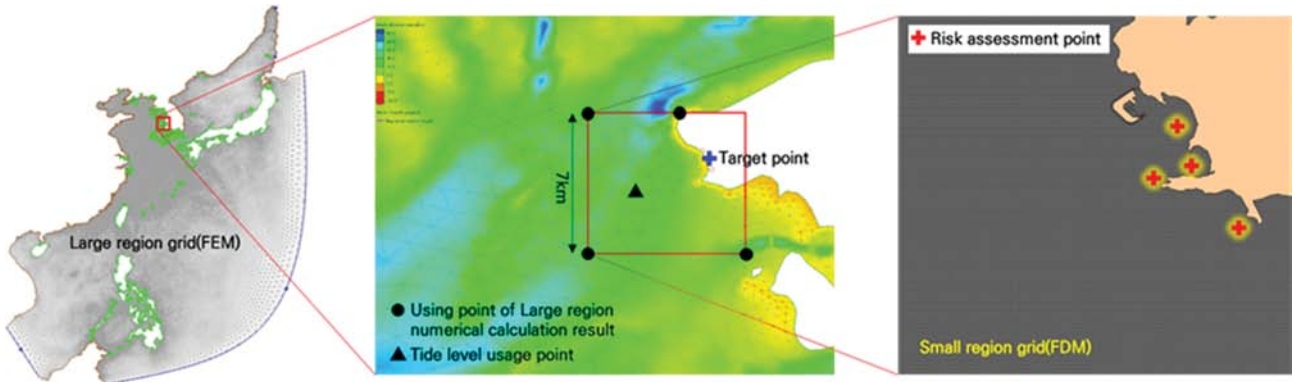 Large region grid(FEM)
7km
Target point
Using point of Large region
numerical calculation result
Tide level usage point
Risk assessment point
Small region grid(FDM)